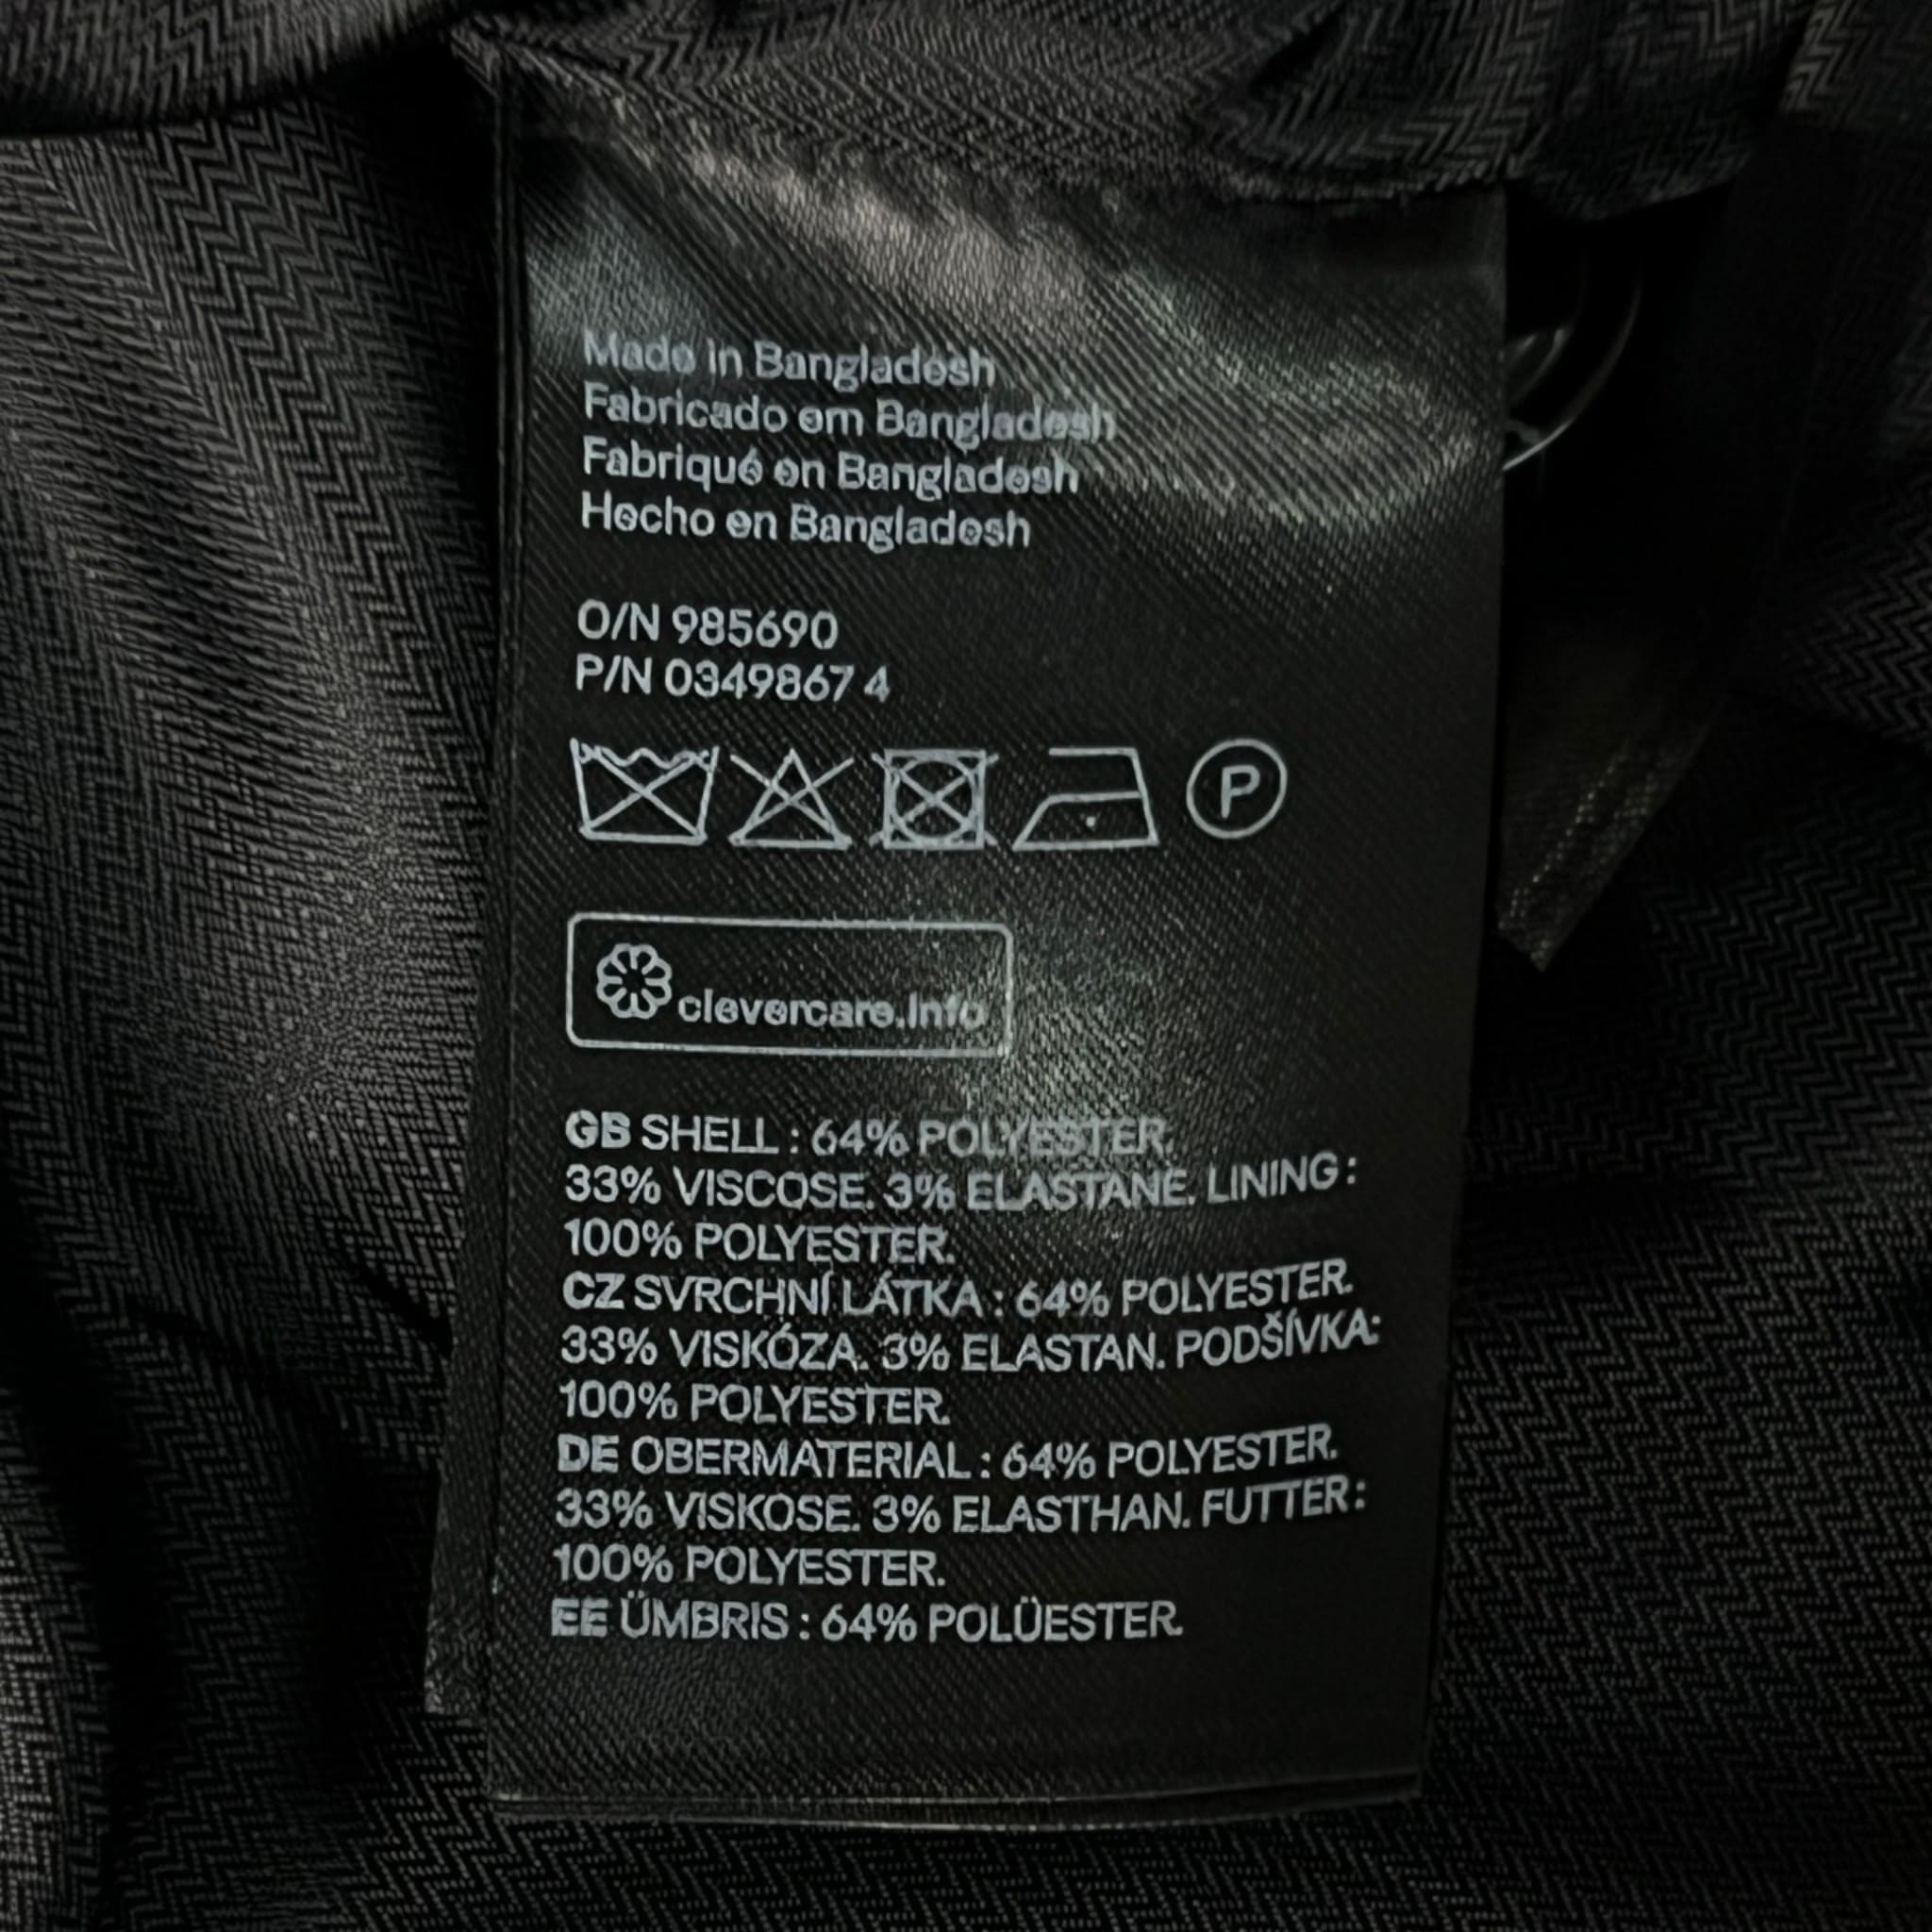 Made in Bangladesh
Fabricado em Bangladesh
Fabriqué en Bangladesh
Hecho en Bangladesh
O/N 985690
P/N 0349867 4
P
clevercare.info
GB SHELL : 64% POLYESTER.
33% VISCOSE. 3% ELASTANE. LINING :
100% POLYESTER.
CZ SVRCHNÍ LÁTKA : 64% POLYESTER.
33% VISKÓZA. 3% ELASTAN. PODŠÍVKA:
100% POLYESTER.
DE OBERMATERIAL : 64% POLYESTER.
33% VISKOSE. 3% ELASTHAN. FUTTER :
100% POLYESTER.
EE ÜMBRIS : 64% POLÜESTER.